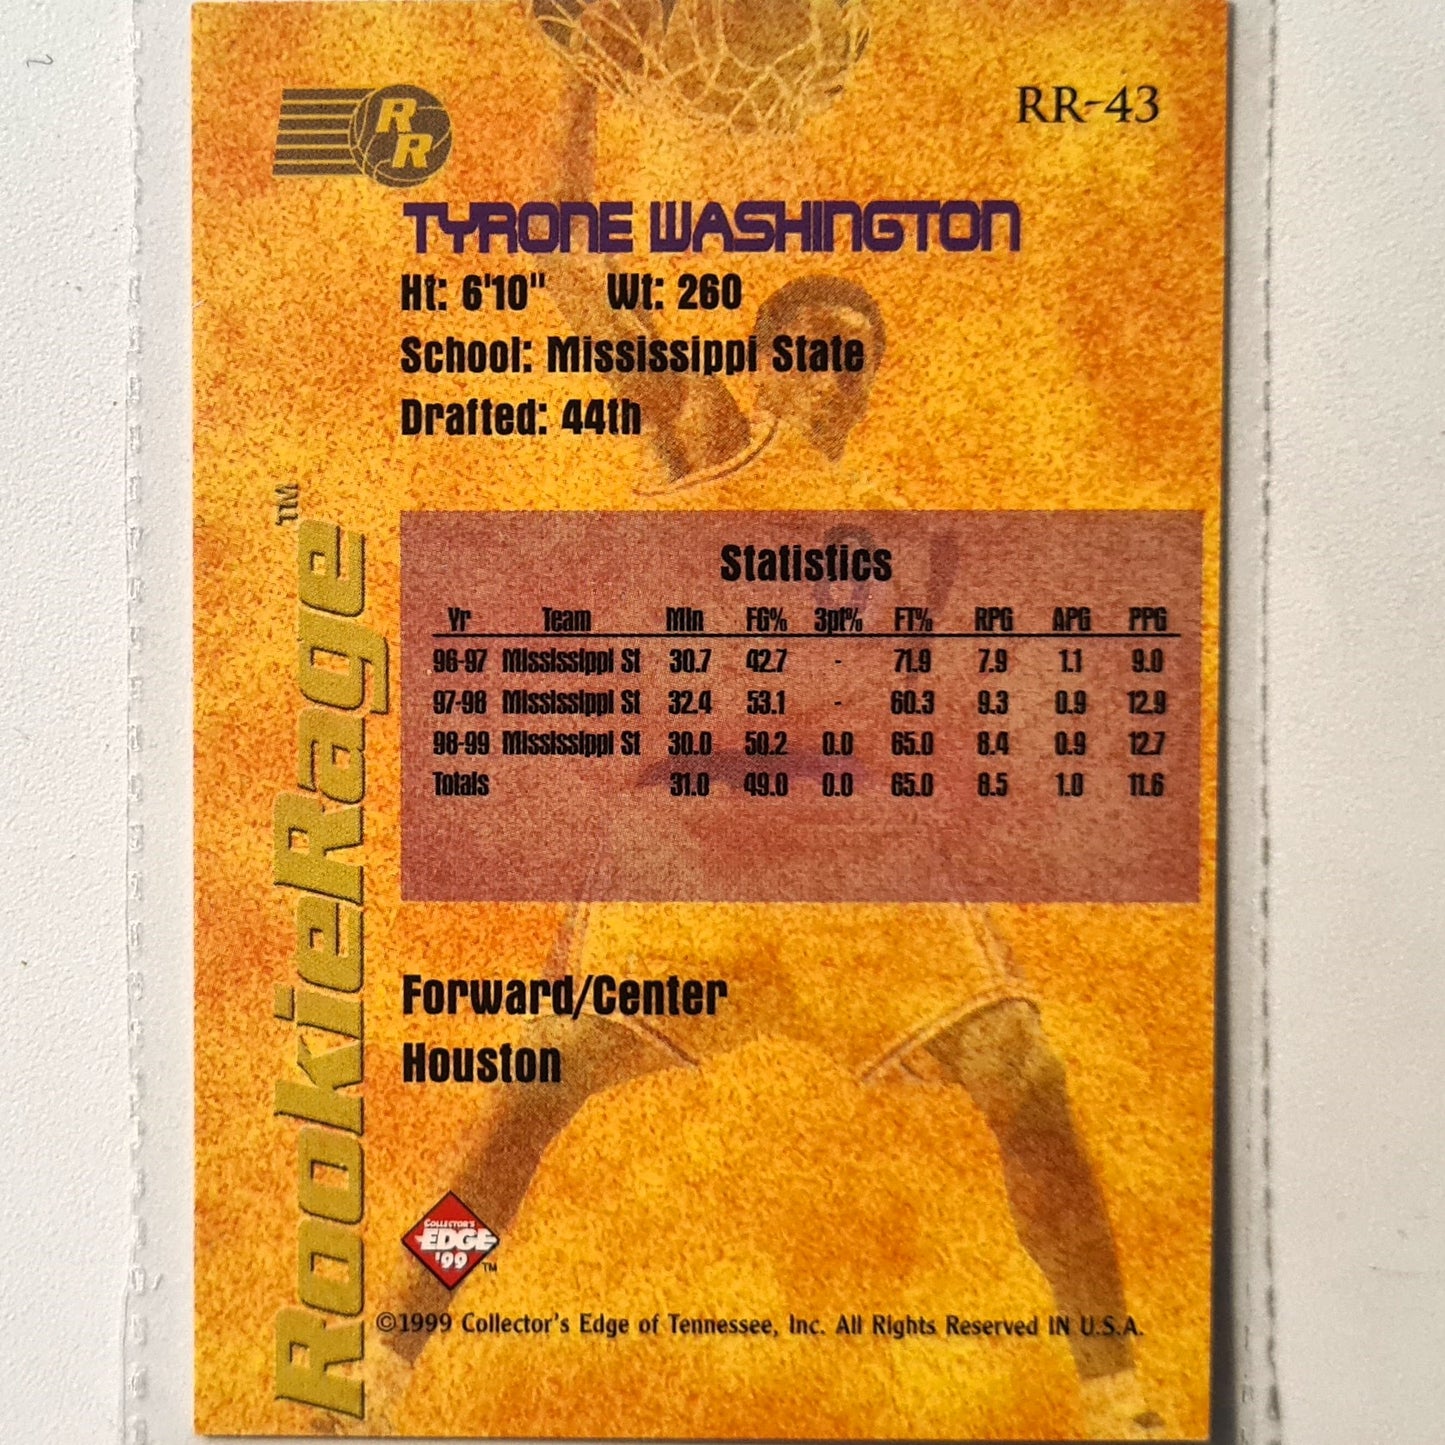 RR-43
RR
TYRONE WASHINGTON
Ht: 6'10" Wt: 260
School: Mississippi State
Drafted: 44th
RookieRage™
Statistics
Yr Team Min FG% 3pt% FT% RPG APG PPG
96-97 Mississippi St 30.7 42.7 - 71.9 7.9 1.1 9.0
97-98 Mississippi St 32.4 53.1 - 60.3 9.3 0.9 12.9
98-99 Mississippi St 30.0 50.2 0.0 65.0 8.4 0.9 12.7
Totals 31.0 49.0 0.0 65.0 8.5 1.0 11.6
Forward/Center
Houston
COLLECTOR'S
EDGE
'99 ™
©1999 Collector's Edge of Tennessee, Inc. All Rights Reserved IN U.S.A.